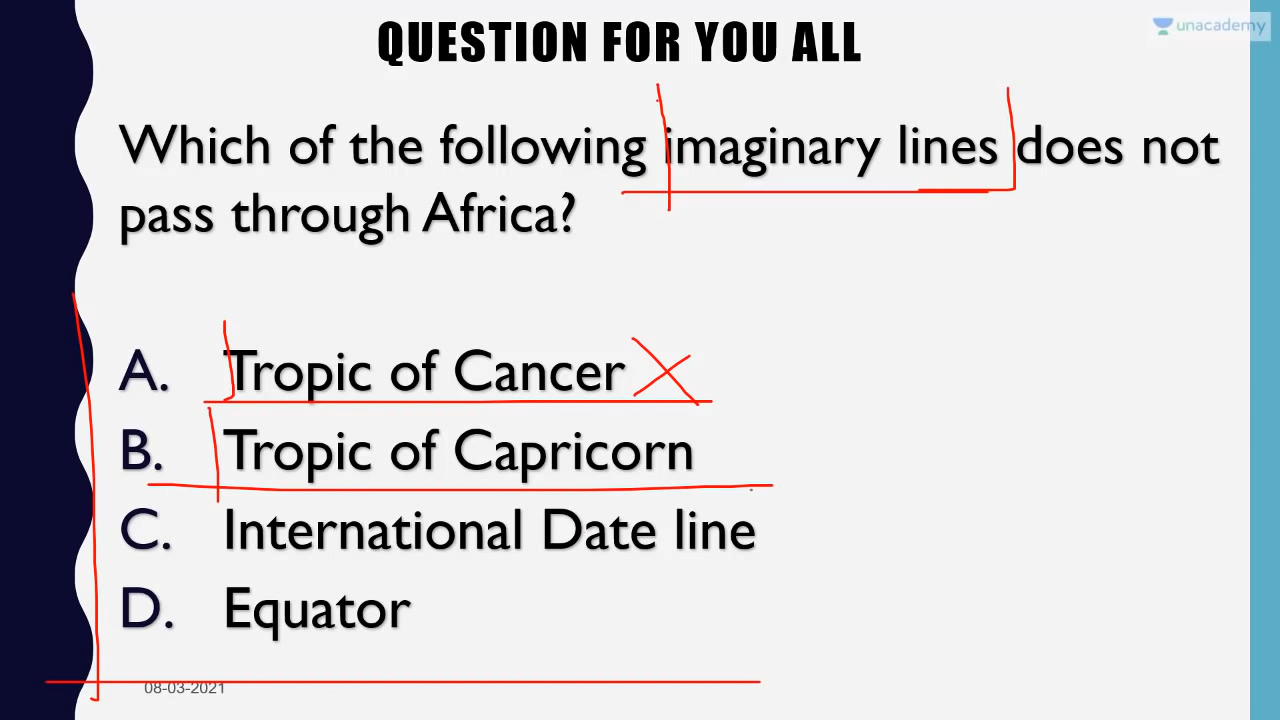 QUESTION FOR YOU ALL
unacademy
Which of the following imaginary lines does not
pass through Africa?
A. Tropic of Cancer
B. Tropic of Capricorn
C. International Date line
D. Equator
08-03-2021